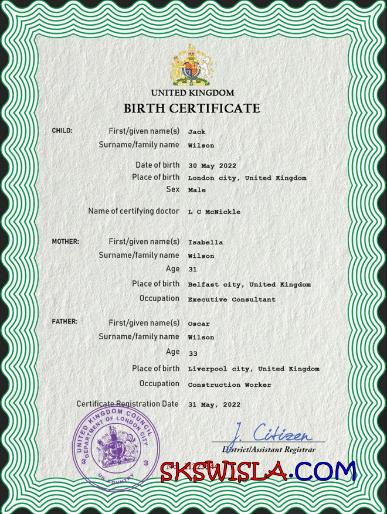 UNITED KINGDOM
BIRTH CERTIFICATE
CHILD: First/given name(s) Jack
Surname/family name Wilson
Date of birth 30 May 2022
Place of birth London city, United Kingdom
Sex Male
Name of certifying doctor L C McNickle
MOTHER: First/given name(s) Isabella
Surname/family name Wilson
Age 31
Place of birth Belfast city, United Kingdom
Occupation Executive Consultant
FATHER: First/given name(s) Oscar
Surname/family name Wilson
Age 33
Place of birth Liverpool city, United Kingdom
Occupation Construction Worker
Certificate Registration Date 31 May, 2022
UNITED KINGDOM COUNCIL
DEPARTMENT OF LONDON CITY
J. Citizen
District/Assistant Registrar
SKSWISLA.COM